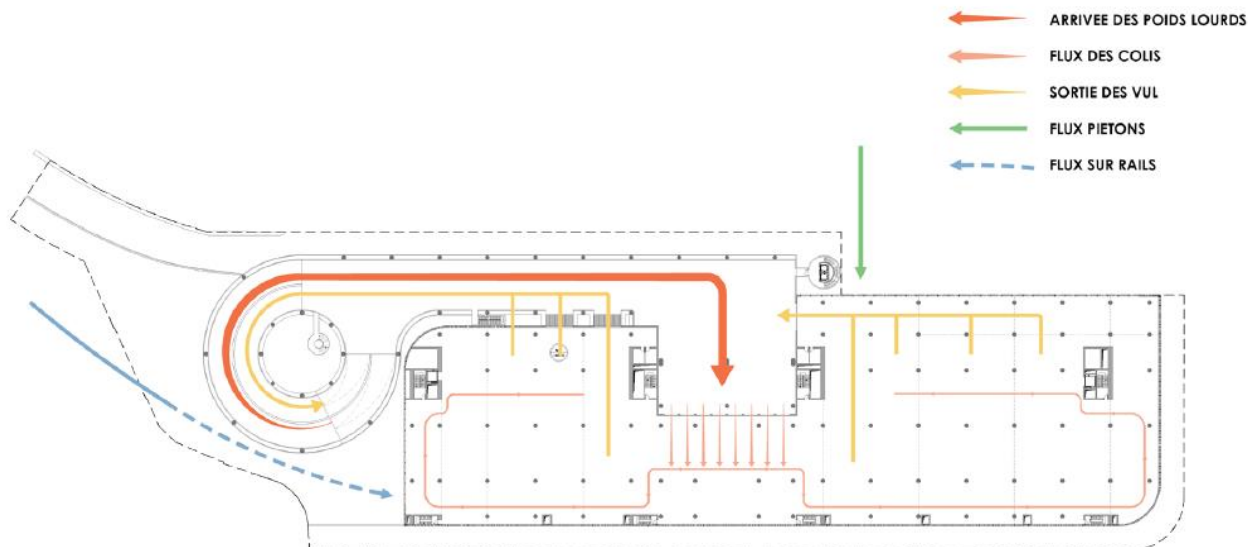 ARRIVEE DES POIDS LOURDS
FLUX DES COLIS
SORTIE DES VUL
FLUX PIETONS
FLUX SUR RAILS